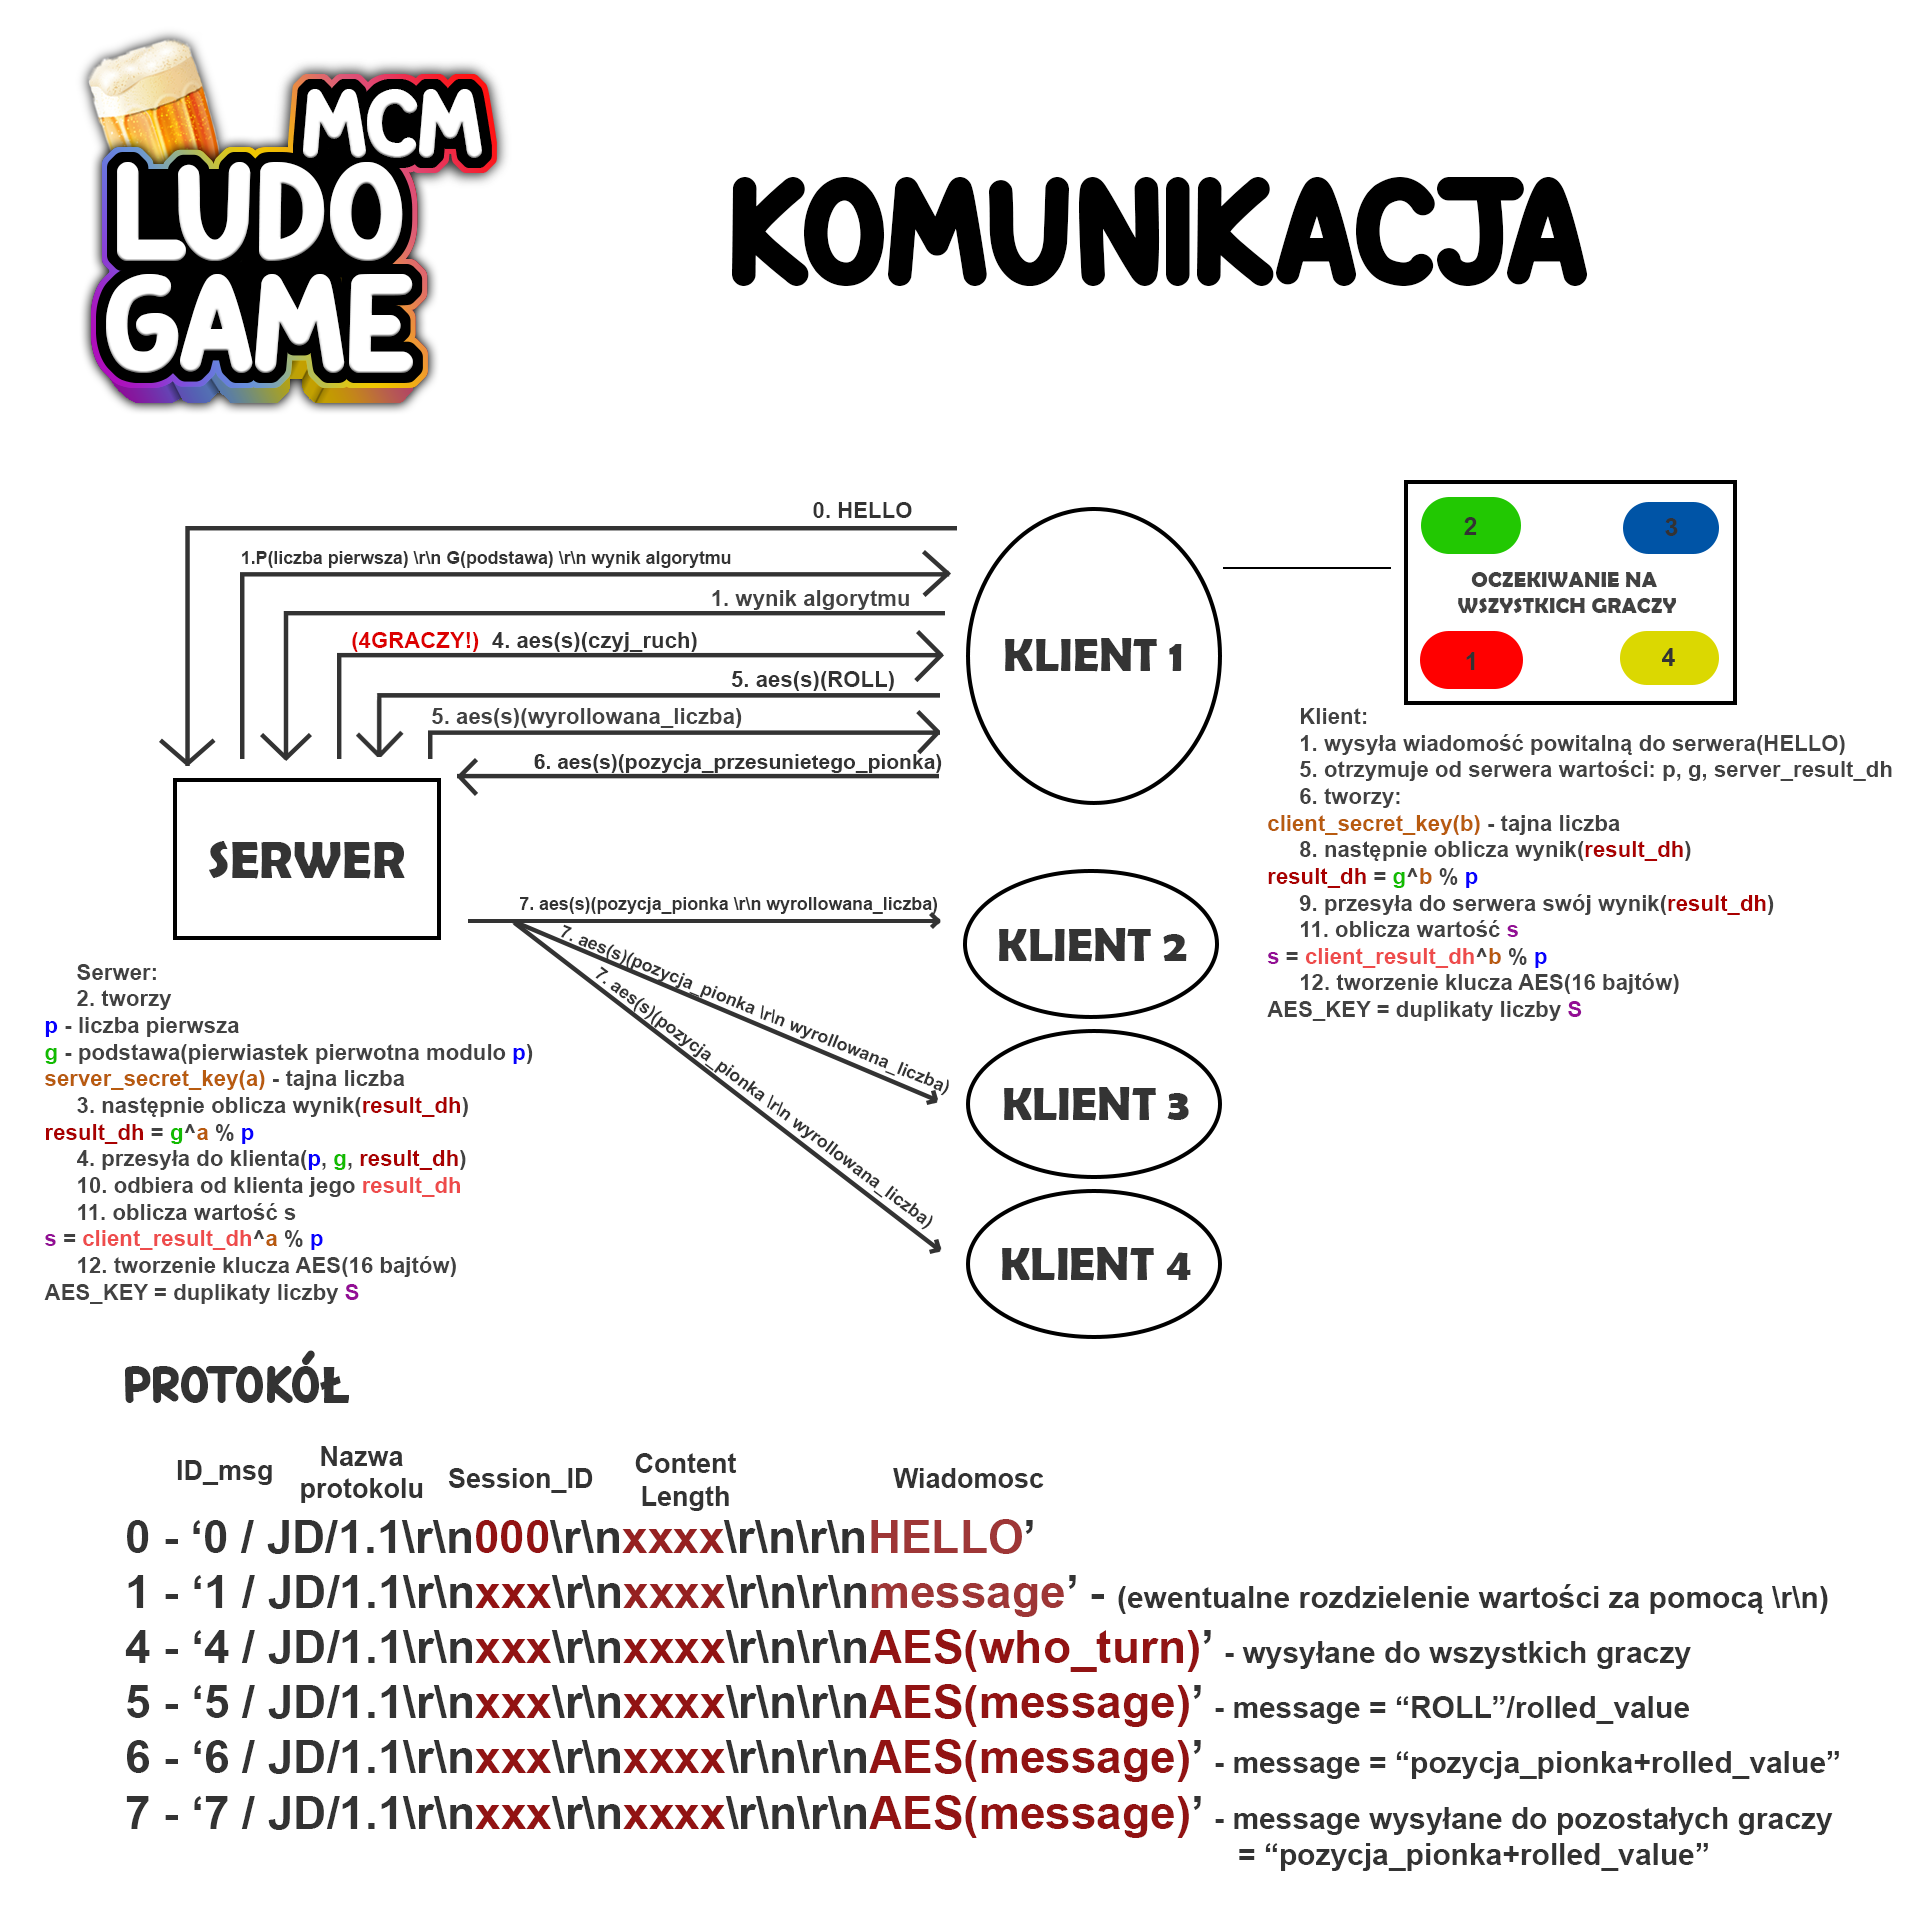 MCM
LUDO
GAME
KOMUNIKACJA
0. HELLO
1.P(liczba pierwsza) \r\n G(podstawa) \r\n wynik algorytmu
1. wynik algorytmu
(4GRACZY!) 4. aes(s)(czyj_ruch)
5. aes(s)(ROLL)
5. aes(s)(wyrollowana_liczba)
6. aes(s)(pozycja_przesunietego_pionka)
KLIENT 1
2
3
OCZEKIWANIE NA
WSZYSTKICH GRACZY
1
4
SERWER
7. aes(s)(pozycja_pionka \r\n wyrollowana_liczba)
7. aes(s)(pozycja_pionka \r\n wyrollowana_liczba)
7. aes(s)(pozycja_pionka \r\n wyrollowana_liczba)
KLIENT 2
KLIENT 3
KLIENT 4
Klient:
1. wysyła wiadomość powitalną do serwera(HELLO)
5. otrzymuje od serwera wartości: p, g, server_result_dh
6. tworzy:
client_secret_key(b) - tajna liczba
8. następnie oblicza wynik(result_dh)
result_dh = g^b % p
9. przesyła do serwera swój wynik(result_dh)
11. oblicza wartość s
s = client_result_dh^b % p
12. tworzenie klucza AES(16 bajtów)
AES_KEY = duplikaty liczby S
Serwer:
2. tworzy
p - liczba pierwsza
g - podstawa(pierwiastek pierwotna modulo p)
server_secret_key(a) - tajna liczba
3. następnie oblicza wynik(result_dh)
result_dh = g^a % p
4. przesyła do klienta(p, g, result_dh)
10. odbiera od klienta jego result_dh
11. oblicza wartość s
s = client_result_dh^a % p
12. tworzenie klucza AES(16 bajtów)
AES_KEY = duplikaty liczby S
PROTOKÓŁ
ID_msg Nazwa protokolu Session_ID Content Length Wiadomosc
0 - ‘0 / JD/1.1\r\n000\r\nxxxx\r\n\r\nHELLO’
1 - ‘1 / JD/1.1\r\nxxx\r\nxxxx\r\n\r\nmessage’ - (ewentualne rozdzielenie wartości za pomocą \r\n)
4 - ‘4 / JD/1.1\r\nxxx\r\nxxxx\r\n\r\nAES(who_turn)’ - wysyłane do wszystkich graczy
5 - ‘5 / JD/1.1\r\nxxx\r\nxxxx\r\n\r\nAES(message)’ - message = “ROLL”/rolled_value
6 - ‘6 / JD/1.1\r\nxxx\r\nxxxx\r\n\r\nAES(message)’ - message = “pozycja_pionka+rolled_value”
7 - ‘7 / JD/1.1\r\nxxx\r\nxxxx\r\n\r\nAES(message)’ - message wysyłane do pozostałych graczy
= “pozycja_pionka+rolled_value”